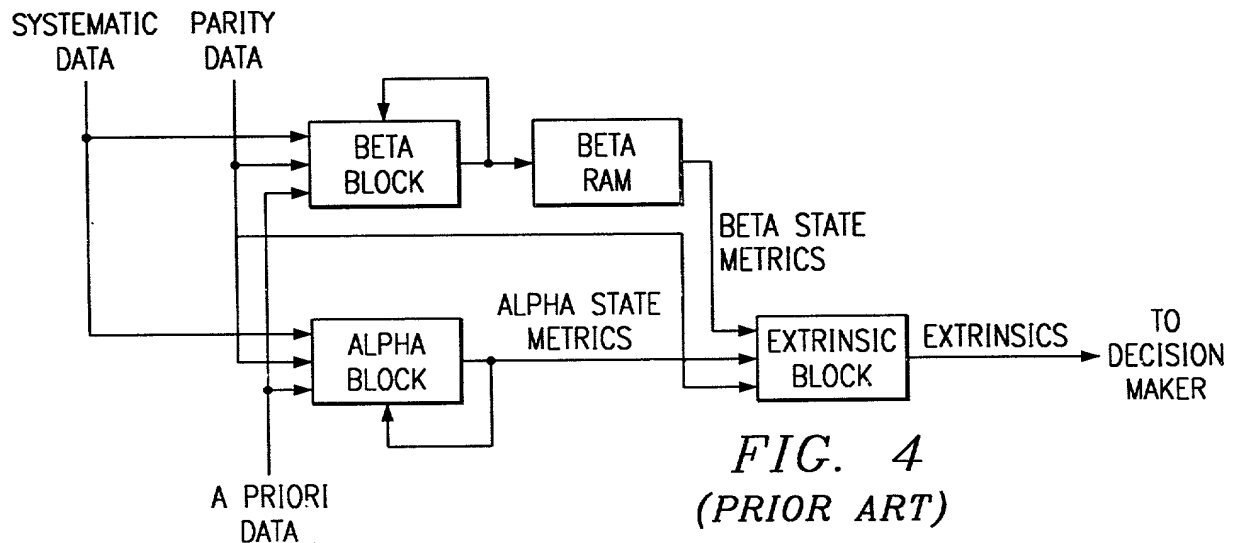 SYSTEMATIC DATA
PARITY DATA
BETA BLOCK
BETA RAM
BETA STATE METRICS
ALPHA STATE METRICS
ALPHA BLOCK
EXTRINSIC BLOCK
EXTRINSICS
TO DECISION MAKER
A PRIORI DATA
FIG. 4
(PRIOR ART)